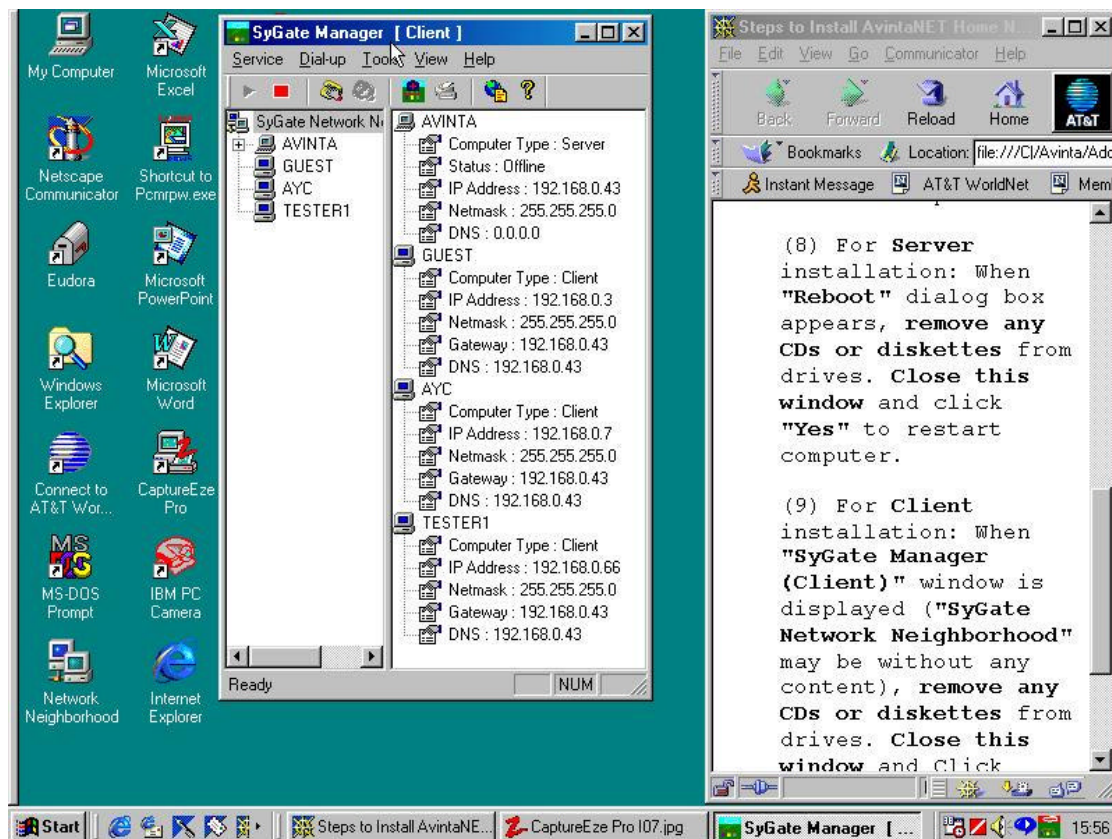 My Computer
Microsoft
Excel
Netscape
Communicator
Shortcut to
Pcmrpw.exe
Eudora
Microsoft
PowerPoint
Windows
Explorer
Microsoft
Word
Connect to
AT&T Wor...
CaptureEze
Pro
MS-DOS
Prompt
IBM PC
Camera
Network
Neighborhood
Internet
Explorer
SyGate Manager [ Client ]
Service Dial-up Tools View Help
SyGate Network N
AVINTA
GUEST
AYC
TESTER1
AVINTA
Computer Type : Server
Status : Offline
IP Address : 192.168.0.43
Netmask : 255.255.255.0
DNS : 0.0.0.0
GUEST
Computer Type : Client
IP Address : 192.168.0.3
Netmask : 255.255.255.0
Gateway : 192.168.0.43
DNS : 192.168.0.43
AYC
Computer Type : Client
IP Address : 192.168.0.7
Netmask : 255.255.255.0
Gateway : 192.168.0.43
DNS : 192.168.0.43
TESTER1
Computer Type : Client
IP Address : 192.168.0.66
Netmask : 255.255.255.0
Gateway : 192.168.0.43
DNS : 192.168.0.43
Ready
NUM
Steps to Install AvintaNET Home N...
File Edit View Go Communicator Help
Back Forward Reload Home AT&T
Bookmarks Location: file:///C|/Avinta/Add
Instant Message AT&T WorldNet Mem
(8) For Server
installation: When
"Reboot" dialog box
appears, remove any
CDs or diskettes from
drives. Close this
window and click
"Yes" to restart
computer.
(9) For Client
installation: When
"SyGate Manager
(Client)" window is
displayed ("SyGate
Network Neighborhood"
may be without any
content), remove any
CDs or diskettes from
drives. Close this
window and Click
Start
Steps to Install AvintaNE...
CaptureEze Pro I07.jpg
SyGate Manager [ ...
15:56